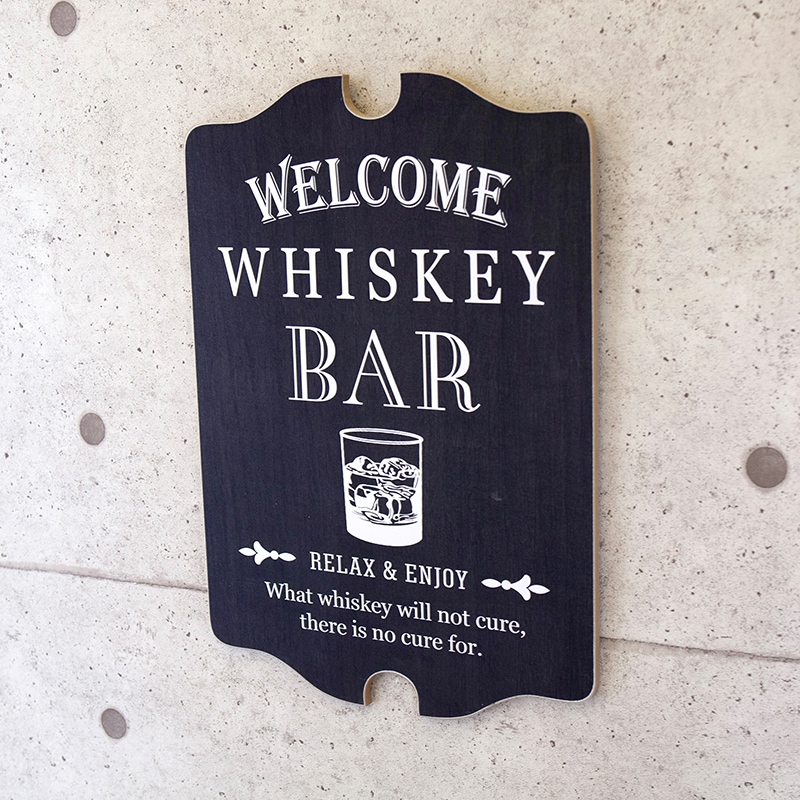 WELCOME
WHISKEY
BAR
RELAX & ENJOY
What whiskey will not cure,
there is no cure for.